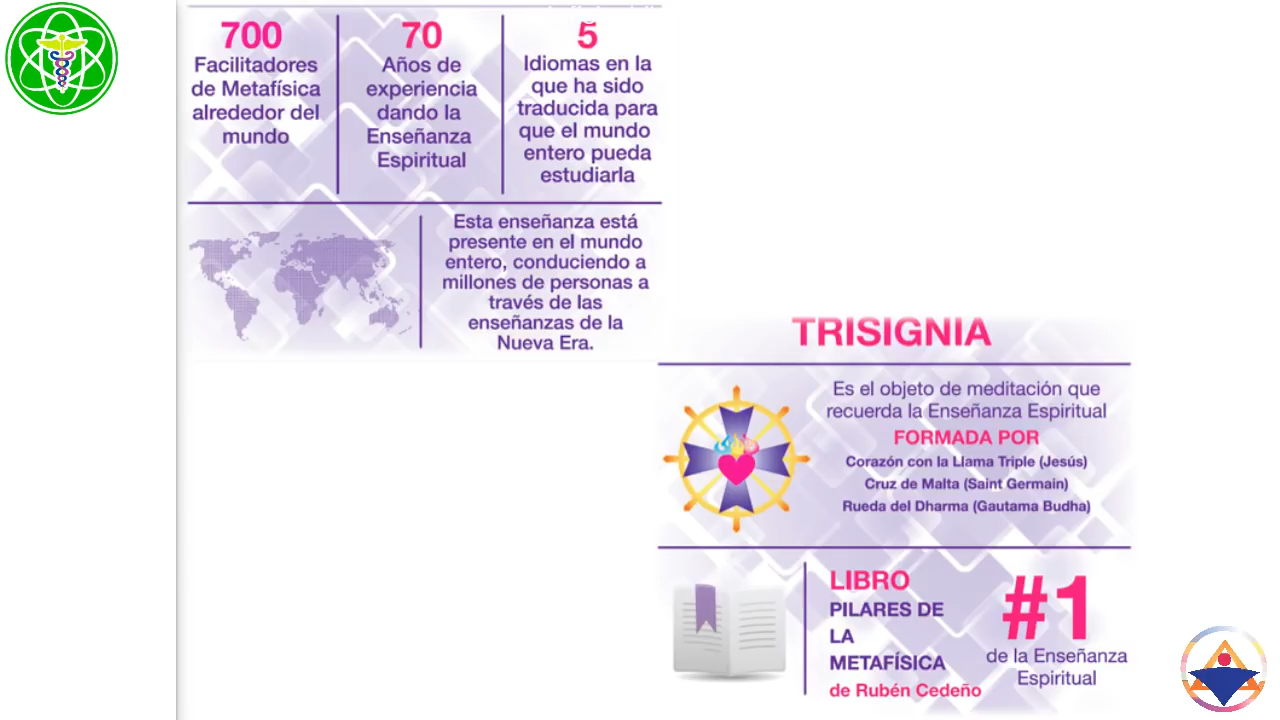 700
Facilitadores
de Metafísica
alrededor del
mundo
70
Años de
experiencia
dando la
Enseñanza
Espiritual
5
Idiomas en la
que ha sido
traducida para
que el mundo
entero pueda
estudiarla
Esta enseñanza está
presente en el mundo
entero, conduciendo a
millones de personas a
través de las
enseñanzas de la
Nueva Era.
TRISIGNIA
Es el objeto de meditación que
recuerda la Enseñanza Espiritual
FORMADA POR
Corazón con la Llama Triple (Jesús)
Cruz de Malta (Saint Germain)
Rueda del Dharma (Gautama Budha)
LIBRO
PILARES DE
LA
METAFÍSICA
de Rubén Cedeño
#1
de la Enseñanza
Espiritual